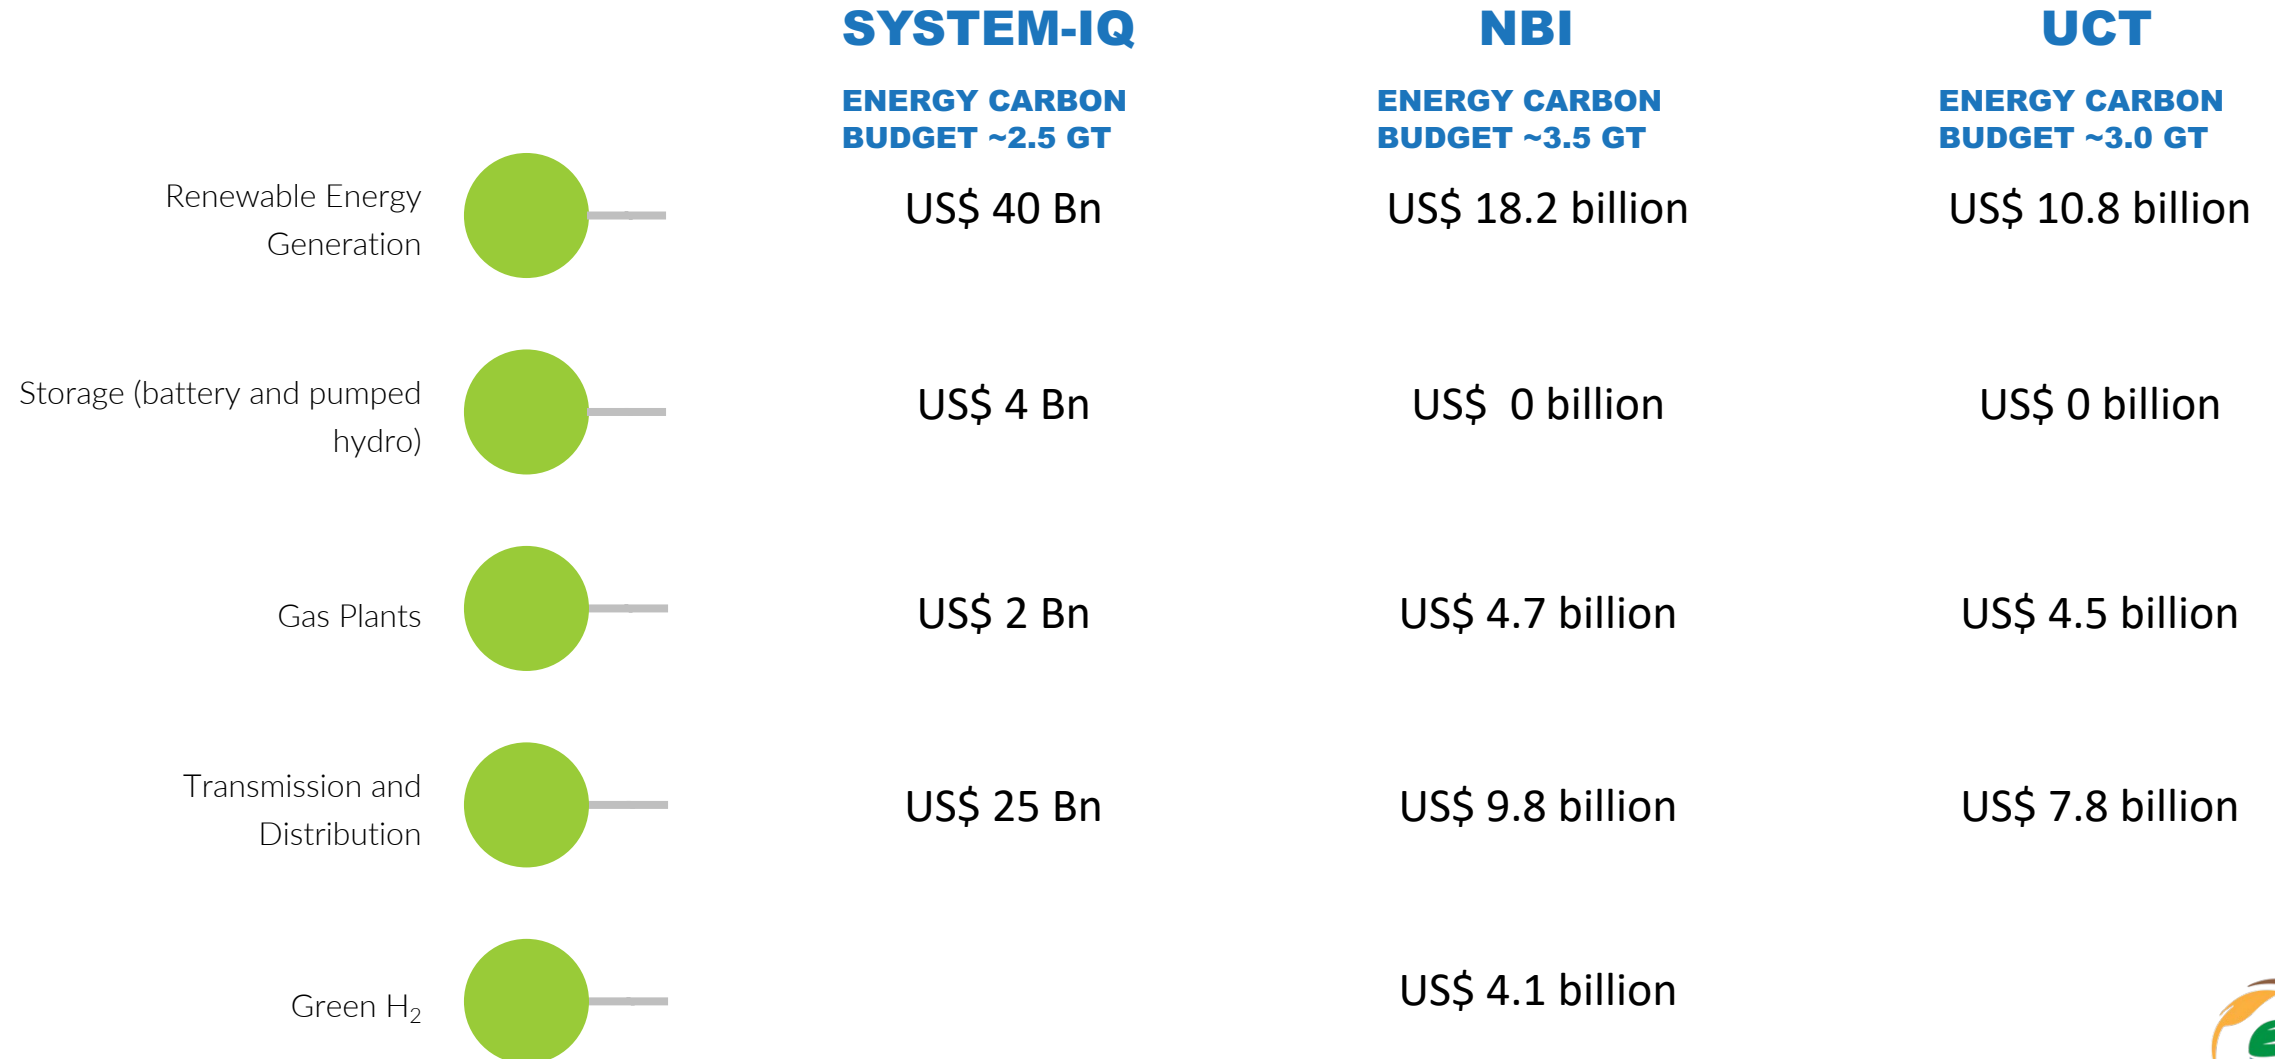 SYSTEM-IQ
NBI
UCT
ENERGY CARBON
BUDGET ~2.5 GT
ENERGY CARBON
BUDGET ~3.5 GT
ENERGY CARBON
BUDGET ~3.0 GT
Renewable Energy
Generation
US$ 40 Bn
US$ 18.2 billion
US$ 10.8 billion
Storage (battery and pumped
hydro)
US$ 4 Bn
US$  0 billion
US$ 0 billion
Gas Plants
US$ 2 Bn
US$ 4.7 billion
US$ 4.5 billion
Transmission and
Distribution
US$ 25 Bn
US$ 9.8 billion
US$ 7.8 billion
Green H₂
US$ 4.1 billion